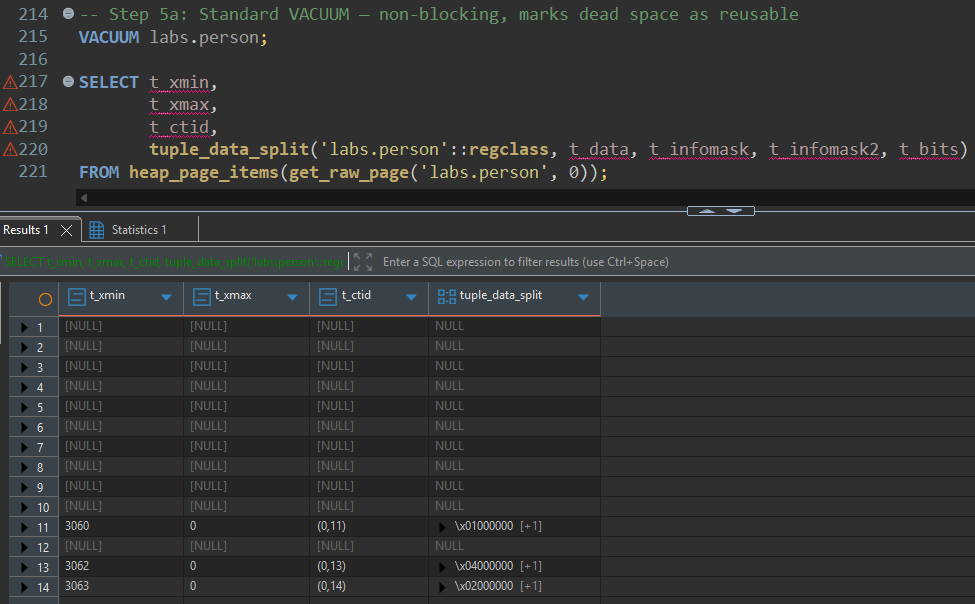 214 -- Step 5a: Standard VACUUM — non-blocking, marks dead space as reusable
215 VACUUM labs.person;
216
217 SELECT t_xmin,
218 t_xmax,
219 t_ctid,
220 tuple_data_split('labs.person'::regclass, t_data, t_infomask, t_infomask2, t_bits)
221 FROM heap_page_items(get_raw_page('labs.person', 0));
Results 1 Statistics 1
SELECT t_xmin, t_xmax, t_ctid, tuple_data_split('labs.person'::regc Enter a SQL expression to filter results (use Ctrl+Space)
t_xmin t_xmax t_ctid tuple_data_split
1 [NULL] [NULL] [NULL] NULL
2 [NULL] [NULL] [NULL] NULL
3 [NULL] [NULL] [NULL] NULL
4 [NULL] [NULL] [NULL] NULL
5 [NULL] [NULL] [NULL] NULL
6 [NULL] [NULL] [NULL] NULL
7 [NULL] [NULL] [NULL] NULL
8 [NULL] [NULL] [NULL] NULL
9 [NULL] [NULL] [NULL] NULL
10 [NULL] [NULL] [NULL] NULL
11 3060 0 (0,11) \x01000000 [+1]
12 [NULL] [NULL] [NULL] NULL
13 3062 0 (0,13) \x04000000 [+1]
14 3063 0 (0,14) \x02000000 [+1]